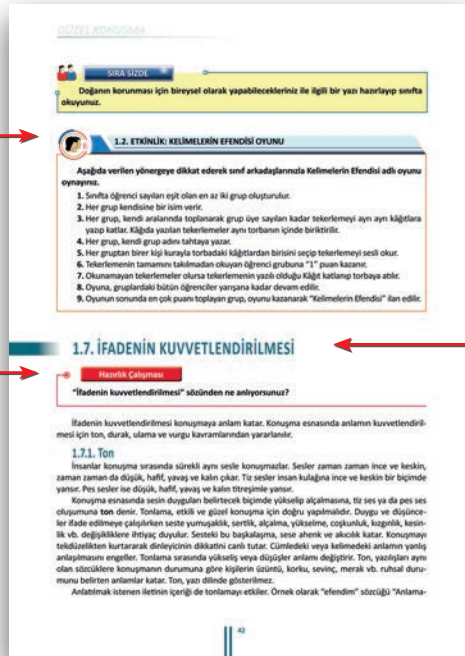 GÜZEL KONUŞMA
SIRA SİZDE
Doğanın korunması için bireysel olarak yapabilecekleriniz ile ilgili bir yazı hazırlayıp sınıfta
okuyunuz.
1.2. ETKİNLİK: KELİMELERİN EFENDİSİ OYUNU
Aşağıda verilen yönergeye dikkat ederek sınıf arkadaşlarınızla Kelimelerin Efendisi adlı oyunu
oynayınız.
1. Sınıfta öğrenci sayıları eşit olan en az iki grup oluşturulur.
2. Her grup kendisine bir isim verir.
3. Her grup, kendi aralarında toplanarak grup üye sayıları kadar tekerlemeyi ayrı ayrı kâğıtlara
yazıp katlar. Kâğıda yazılan tekerlemeler aynı torbanın içinde biriktirilir.
4. Her grup, kendi grup adını tahtaya yazar.
5. Her gruptan birer kişi kurayla torbadaki kâğıtlardan birisini seçip tekerlemeyi sesli okur.
6. Tekerlemenin tamamını takılmadan okuyan öğrenci grubuna "1" puan kazanır.
7. Okunamayan tekerlemeler olursa tekerlemenin yazılı olduğu Kâğıt katlanıp torbaya atılır.
8. Oyuna, gruplardaki bütün öğrenciler yarışana kadar devam edilir.
9. Oyunun sonunda en çok puanı toplayan grup, oyunu kazanarak "Kelimelerin Efendisi" ilan edilir.
1.7. İFADENİN KUVVETLENDİRİLMESİ
Hazırlık Çalışması
"İfadenin kuvvetlendirilmesi" sözünden ne anlıyorsunuz?
İfadenin kuvvetlendirilmesi konuşmaya anlam katar. Konuşma esnasında anlamın kuvvetlendiril-
mesi için ton, durak, ulama ve vurgu kavramlarından yararlanılır.
1.7.1. Ton
İnsanlar konuşma sırasında sürekli aynı sesle konuşmazlar. Sesler zaman zaman ince ve keskin,
zaman zaman da düşük, hafif, yavaş ve kalın çıkar. Tiz sesler insan kulağına ince ve keskin bir biçimde
yansır. Pes sesler ise düşük, hafif, yavaş ve kalın titreşimle yansır.
Konuşma esnasında sesin duyguları belirtecek biçimde yükselip alçalmasına, tiz ses ya da pes ses
oluşumuna ton denir. Tonlama, etkili ve güzel konuşma için doğru yapılmalıdır. Duygu ve düşünce-
ler ifade edilmeye çalışılırken seste yumuşaklık, sertlik, alçalma, yükselme, coşkunluk, kızgınlık, kesin-
lik vb. değişikliklere ihtiyaç duyulur. Sesteki bu başkalaşma, sese ahenk ve akıcılık katar. Konuşmayı
tekdüzelikten kurtararak dinleyicinin dikkatini canlı tutar. Cümledeki veya kelimedeki anlamın yanlış
anlaşılmasını engeller. Tonlama sırasında yükseliş veya düşüşler anlamı değiştirir. Ton, yazılışları aynı
olan sözcüklere konuşmanın durumuna göre kişilerin üzüntü, korku, sevinç, merak vb. ruhsal duru-
munu belirten anlamlar katar. Ton, yazı dilinde gösterilmez.
Anlatılmak istenen iletinin içeriği de tonlamayı etkiler. Örnek olarak "efendim" sözcüğü "Anlama-
42